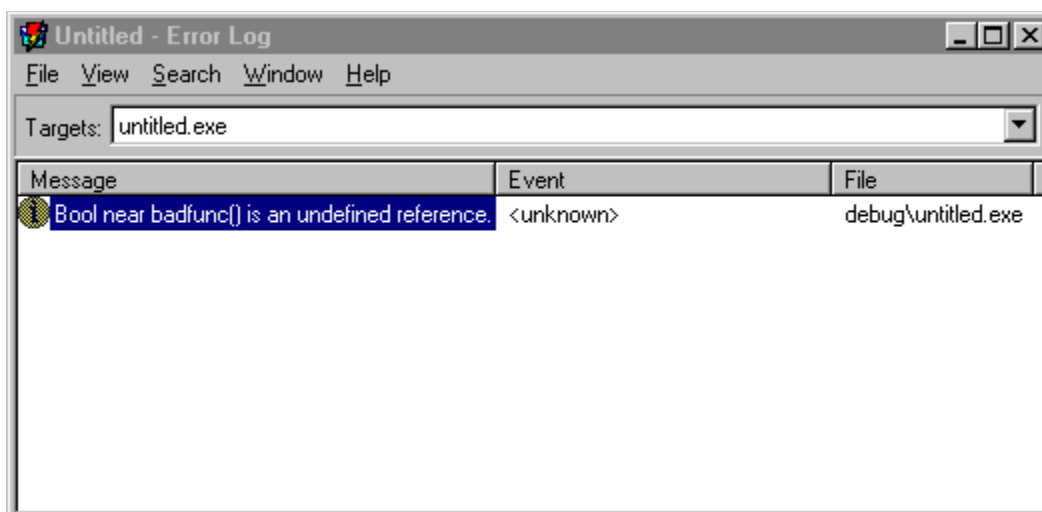 Untitled - Error Log
File View Search Window Help
Targets: untitled.exe
Message Event File
Bool near badfunc() is an undefined reference. <unknown> debug\untitled.exe